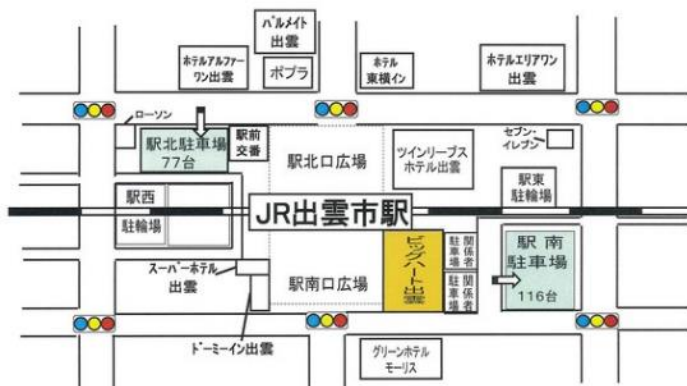 パルメイト
出雲
ホテルアルファー
ワン出雲
ポプラ
ホテル
東横イン
ホテルエリアワン
出雲
ローソン
駅北駐車場
77台
駅前
交番
駅北口広場
ツインリーブス
ホテル出雲
セブン-
イレブン
駅西
駐輪場
駅東
駐輪場
JR出雲市駅
スーパーホテル
出雲
駅南口広場
ビッグハート出雲
関係者
駐車場
関係者
駐車場
駅南
駐車場
116台
ドーミーイン出雲
グリーンホテル
モーリス